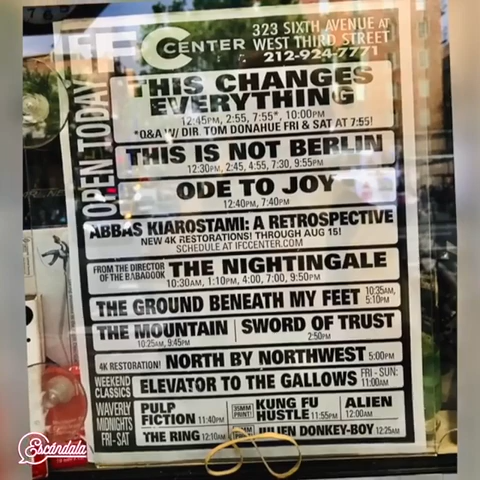 IFC CENTER
323 SIXTH AVENUE AT
WEST THIRD STREET
212-924-7771
OPEN TODAY
THIS CHANGES
EVERYTHING
12:45PM, 2:55, 7:55*, 10:00PM
*Q&A W/ DIR. TOM DONAHUE FRI & SAT AT 7:55!
THIS IS NOT BERLIN
12:30PM, 2:45, 4:55, 7:30, 9:55PM
ODE TO JOY
12:40PM, 7:40PM
ABBAS KIAROSTAMI: A RETROSPECTIVE
NEW 4K RESTORATIONS! THROUGH AUG 15!
SCHEDULE AT IFCCENTER.COM
FROM THE DIRECTOR
OF THE BABADOOK
THE NIGHTINGALE
10:30AM, 1:10PM, 4:00, 7:00, 9:50PM
THE GROUND BENEATH MY FEET
10:35AM,
5:10PM
THE MOUNTAIN
10:25AM, 9:45PM
SWORD OF TRUST
2:50PM
4K RESTORATION! NORTH BY NORTHWEST 5:00PM
WEEKEND
CLASSICS
ELEVATOR TO THE GALLOWS
FRI - SUN:
11:00AM
WAVERLY
MIDNIGHTS
FRI-SAT
PULP
FICTION 11:40PM
35MM
PRINT!
KUNG FU
HUSTLE 11:55PM
ALIEN
12:00AM
THE RING 12:10AM
JULIEN DONKEY-BOY 12:25AM
Escándala